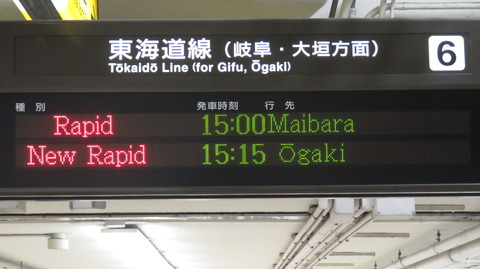 東海道線（岐阜・大垣方面） 6
Tōkaidō Line (for Gifu, Ōgaki)
種別 発車時刻 行先
Rapid 15:00 Maibara
New Rapid 15:15 Ōgaki